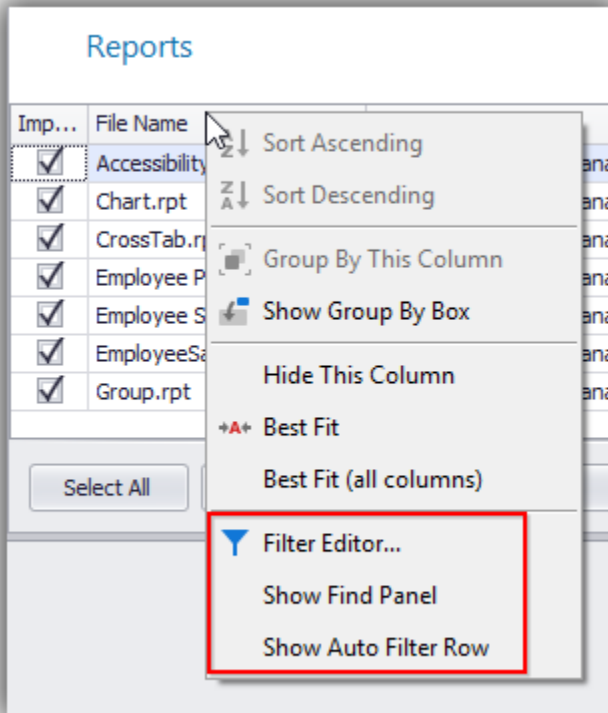 Reports
Imp... File Name
Accessibility
Chart.rpt
CrossTab.rp
Employee P
Employee S
EmployeeSa
Group.rpt
Select All
Sort Ascending
Sort Descending
Group By This Column
Show Group By Box
Hide This Column
Best Fit
Best Fit (all columns)
Filter Editor...
Show Find Panel
Show Auto Filter Row